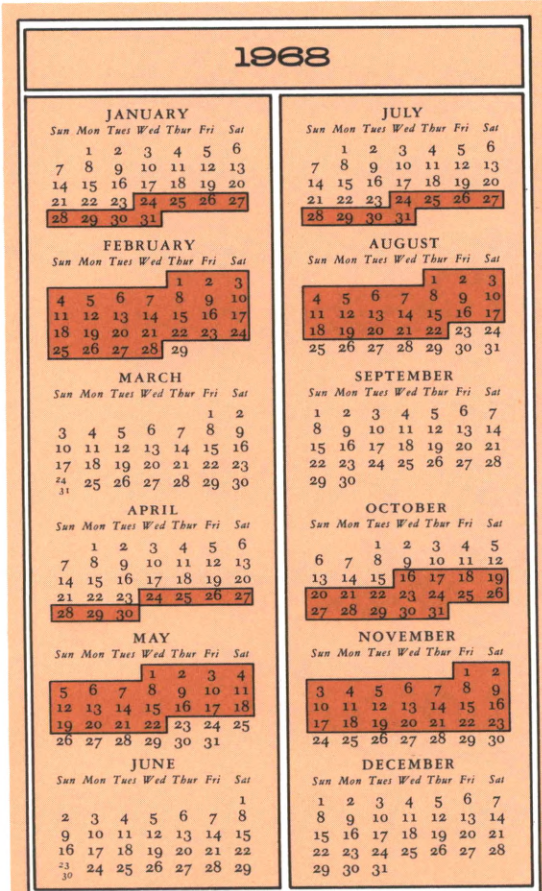 1968
JANUARY
Sun Mon Tues Wed Thur Fri Sat
1 2 3 4 5 6
7 8 9 10 11 12 13
14 15 16 17 18 19 20
21 22 23 24 25 26 27
28 29 30 31
FEBRUARY
Sun Mon Tues Wed Thur Fri Sat
1 2 3
4 5 6 7 8 9 10
11 12 13 14 15 16 17
18 19 20 21 22 23 24
25 26 27 28 29
MARCH
Sun Mon Tues Wed Thur Fri Sat
1 2
3 4 5 6 7 8 9
10 11 12 13 14 15 16
17 18 19 20 21 22 23
24 31 25 26 27 28 29 30
APRIL
Sun Mon Tues Wed Thur Fri Sat
1 2 3 4 5 6
7 8 9 10 11 12 13
14 15 16 17 18 19 20
21 22 23 24 25 26 27
28 29 30
MAY
Sun Mon Tues Wed Thur Fri Sat
1 2 3 4
5 6 7 8 9 10 11
12 13 14 15 16 17 18
19 20 21 22 23 24 25
26 27 28 29 30 31
JUNE
Sun Mon Tues Wed Thur Fri Sat
1
2 3 4 5 6 7 8
9 10 11 12 13 14 15
16 17 18 19 20 21 22
23 30 24 25 26 27 28 29
JULY
Sun Mon Tues Wed Thur Fri Sat
1 2 3 4 5 6
7 8 9 10 11 12 13
14 15 16 17 18 19 20
21 22 23 24 25 26 27
28 29 30 31
AUGUST
Sun Mon Tues Wed Thur Fri Sat
1 2 3
4 5 6 7 8 9 10
11 12 13 14 15 16 17
18 19 20 21 22 23 24
25 26 27 28 29 30 31
SEPTEMBER
Sun Mon Tues Wed Thur Fri Sat
1 2 3 4 5 6 7
8 9 10 11 12 13 14
15 16 17 18 19 20 21
22 23 24 25 26 27 28
29 30
OCTOBER
Sun Mon Tues Wed Thur Fri Sat
1 2 3 4 5
6 7 8 9 10 11 12
13 14 15 16 17 18 19
20 21 22 23 24 25 26
27 28 29 30 31
NOVEMBER
Sun Mon Tues Wed Thur Fri Sat
1 2
3 4 5 6 7 8 9
10 11 12 13 14 15 16
17 18 19 20 21 22 23
24 25 26 27 28 29 30
DECEMBER
Sun Mon Tues Wed Thur Fri Sat
1 2 3 4 5 6 7
8 9 10 11 12 13 14
15 16 17 18 19 20 21
22 23 24 25 26 27 28
29 30 31